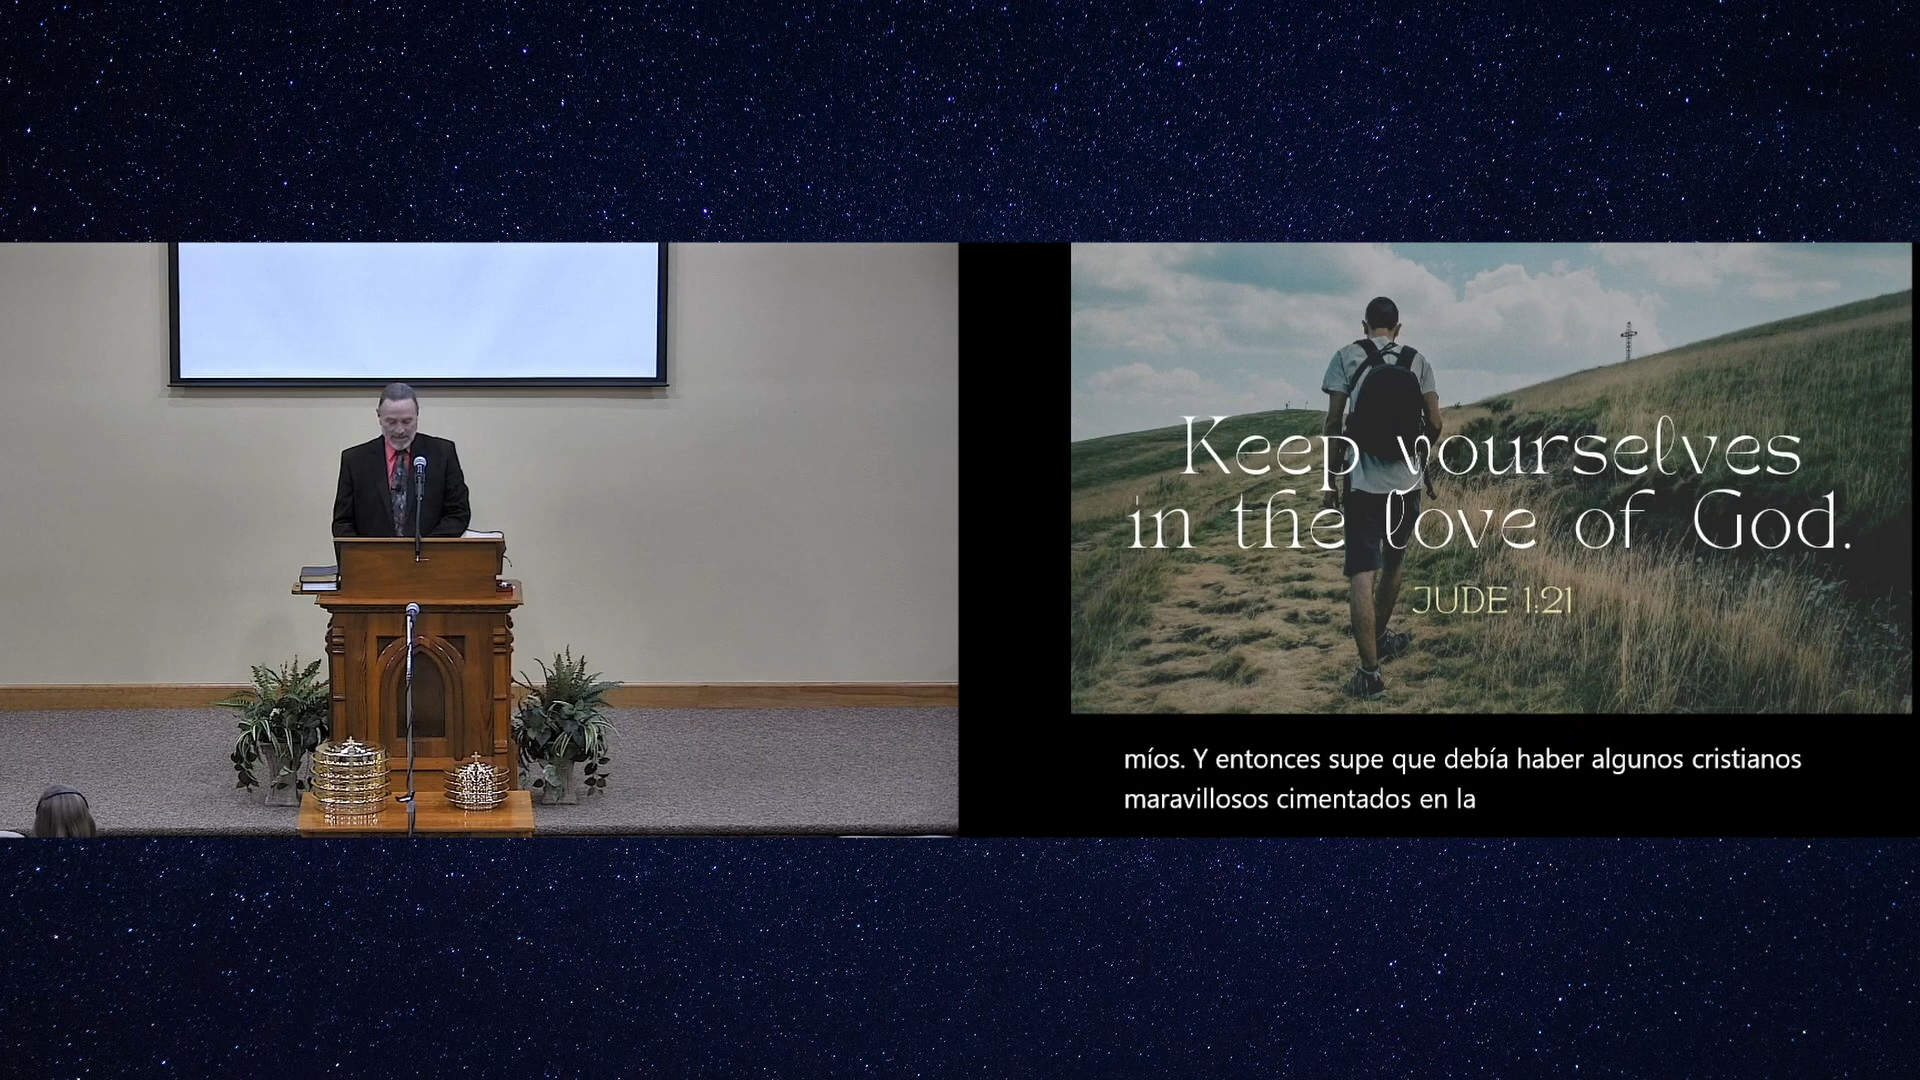 Keep yourselves
in the love of God.
JUDE 1:21
míos. Y entonces supe que debía haber algunos cristianos
maravillosos cimentados en la